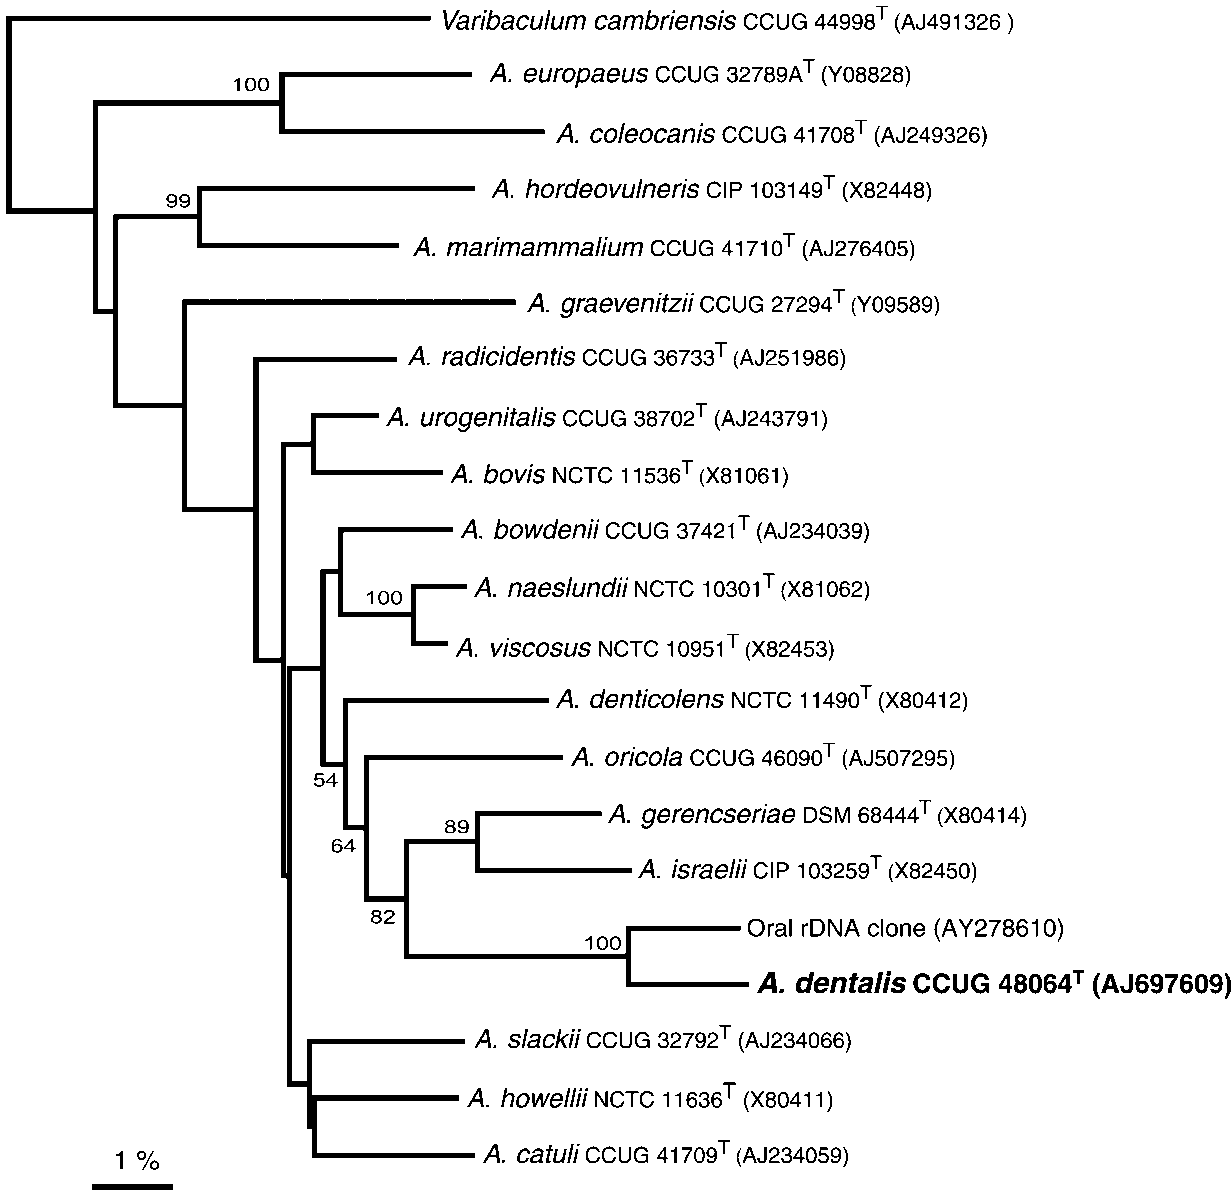 Varibaculum cambriensis CCUG 44998T (AJ491326 )
A. europaeus CCUG 32789AT (Y08828)
100
A. coleocanis CCUG 41708T (AJ249326)
A. hordeovulneris CIP 103149T (X82448)
99
A. marimammalium CCUG 41710T (AJ276405)
A. graevenitzii CCUG 27294T (Y09589)
A. radicidentis CCUG 36733T (AJ251986)
A. urogenitalis CCUG 38702T (AJ243791)
A. bovis NCTC 11536T (X81061)
A. bowdenii CCUG 37421T (AJ234039)
A. naeslundii NCTC 10301T (X81062)
100
A. viscosus NCTC 10951T (X82453)
A. denticolens NCTC 11490T (X80412)
A. oricola CCUG 46090T (AJ507295)
54
A. gerencseriae DSM 68444T (X80414)
89
64
A. israelii CIP 103259T (X82450)
82
Oral rDNA clone (AY278610)
100
A. dentalis CCUG 48064T (AJ697609)
A. slackii CCUG 32792T (AJ234066)
A. howellii NCTC 11636T (X80411)
A. catuli CCUG 41709T (AJ234059)
1 %